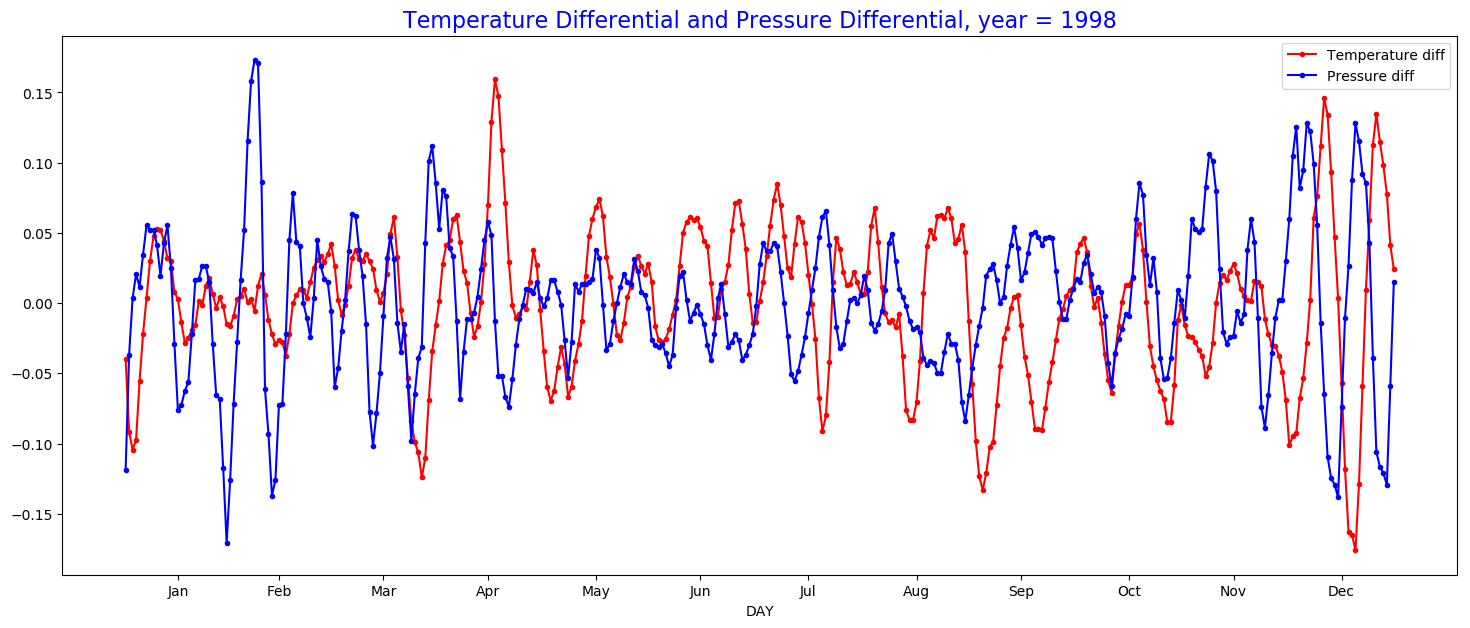 Temperature Differential and Pressure Differential, year = 1998
Temperature diff
Pressure diff
0.15
0.10
0.05
0.00
−0.05
−0.10
−0.15
Jan Feb Mar Apr May Jun Jul Aug Sep Oct Nov Dec
DAY